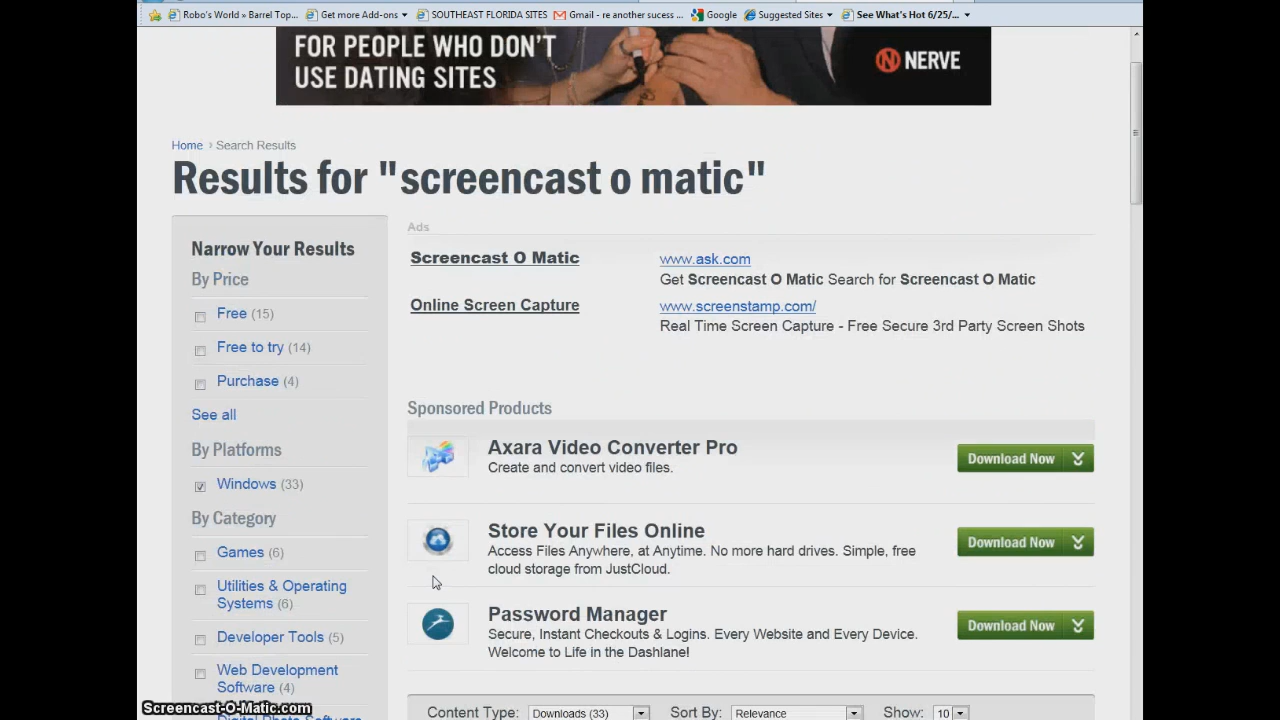 Robo's World » Barrel Top... Get more Add-ons SOUTHEAST FLORIDA SITES Gmail - re another sucess ... Google Suggested Sites See What's Hot 6/25/...
FOR PEOPLE WHO DON'T
USE DATING SITES
NERVE
Home › Search Results
Results for "screencast o matic"
Narrow Your Results
By Price
Free (15)
Free to try (14)
Purchase (4)
See all
By Platforms
Windows (33)
By Category
Games (6)
Utilities & Operating
Systems (6)
Developer Tools (5)
Web Development
Software (4)
Digital Photo Software
Ads
Screencast O Matic www.ask.com
Get Screencast O Matic Search for Screencast O Matic
Online Screen Capture www.screenstamp.com/
Real Time Screen Capture - Free Secure 3rd Party Screen Shots
Sponsored Products
Axara Video Converter Pro
Create and convert video files.
Download Now
Store Your Files Online
Access Files Anywhere, at Anytime. No more hard drives. Simple, free
cloud storage from JustCloud.
Download Now
Password Manager
Secure, Instant Checkouts & Logins. Every Website and Every Device.
Welcome to Life in the Dashlane!
Download Now
Content Type: Downloads (33) Sort By: Relevance Show: 10
Screencast-O-Matic.com